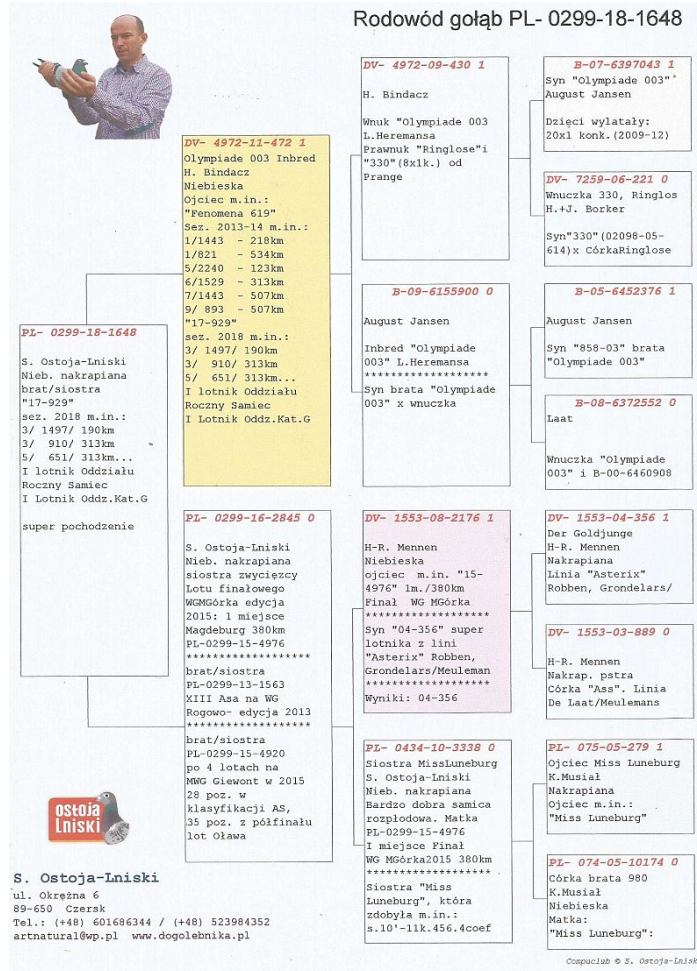 Rodowód gołąb PL- 0299-18-1648
PL- 0299-18-1648
S. Ostoja-Lniski
Nieb. nakrapiana
brat/siostra
"17-929"
sez. 2018 m.in.:
3/ 1497/ 190km
3/ 910/ 313km
5/ 651/ 313km...
I lotnik Oddziału
Roczny Samiec
I Lotnik Oddz.Kat.G
super pochodzenie
DV- 4972-11-472 1
Olympiade 003 Inbred
H. Bindacz
Niebieska
Ojciec m.in.:
"Fenomena 619"
Sez. 2013-14 m.in.:
1/1443 - 218km
1/821 - 534km
5/2240 - 123km
6/1529 - 313km
7/1443 - 507km
9/ 893 - 507km
"17-929"
sez. 2018 m.in.:
3/ 1497/ 190km
3/ 910/ 313km
5/ 651/ 313km...
I lotnik Oddziału
Roczny Samiec
I Lotnik Oddz.Kat.G
PL- 0299-16-2845 0
S. Ostoja-Lniski
Nieb. nakrapiana
siostra zwycięzcy
Lotu finałowego
WGMGórka edycja
2015: 1 miejsce
Magdeburg 380km
PL-0299-15-4976
*******************
brat/siostra
PL-0299-13-1563
XIII Asa na WG
Rogowo- edycja 2013
*******************
brat/siostra
PL-0299-15-4920
po 4 lotach na
MWG Giewont w 2015
28 poz. w
klasyfikacji AS,
35 poz. z półfinału
lot Oława
DV- 4972-09-430 1
H. Bindacz
Wnuk "Olympiade 003
L.Heremansa
Prawnuk "Ringlose"i
"330"(8x1k.) od
Prange
B-09-6155900 0
August Jansen
Inbred "Olympiade
003" L.Heremansa
*******************
Syn brata "Olympiade
003" x wnuczka
DV- 1553-08-2176 1
H-R. Mennen
Niebieska
ojciec m.in. "15-
4976" 1m./380km
Finał WG MGórka
*******************
Syn "04-356" super
lotnika z lini
"Asterix" Robben,
Grondelars/Meuleman
*******************
Wyniki: 04-356
PL- 0434-10-3338 0
Siostra MissLuneburg
S. Ostoja-Lniski
Nieb. nakrapiana
Bardzo dobra samica
rozpłodowa. Matka
PL-0299-15-4976
I miejsce Finał
WG MGórka2015 380km
*******************
Siostra "Miss
Luneburg", która
zdobyła m.in.:
s.10'-11k.456.4coef
B-07-6397043 1
Syn "Olympiade 003"
August Jansen
Dzięci wylatały:
20x1 konk.(2009-12)
DV- 7259-06-221 0
Wnuczka 330, Ringlos
H.+J. Borker
Syn"330"(02098-05-
614)x CórkaRinglose
B-05-6452376 1
August Jansen
Syn "858-03" brata
"Olympiade 003"
B-08-6372552 0
Laat
Wnuczka "Olympiade
003" i B-00-6460908
DV- 1553-04-356 1
Der Goldjunge
H-R. Mennen
Nakrapiana
Linia "Asterix"
Robben, Grondelars/
DV- 1553-03-889 0
H-R. Mennen
Nakrap. pstra
Córka "Ass". Linia
De Laat/Meulemans
PL- 075-05-279 1
Ojciec Miss Luneburg
K.Musiał
Nakrapiana
Ojciec m.in.:
"Miss Luneburg"
PL- 074-05-10174 0
Córka brata 980
K.Musiał
Niebieska
Matka:
"Miss Luneburg":
ostoja
Lniski
S. Ostoja-Lniski
ul. Okrężna 6
89-650 Czersk
Tel.: (+48) 601686344 / (+48) 523984352
artnatural@wp.pl www.dogolebnika.pl
Compuclub © S. Ostoja-Lnisk